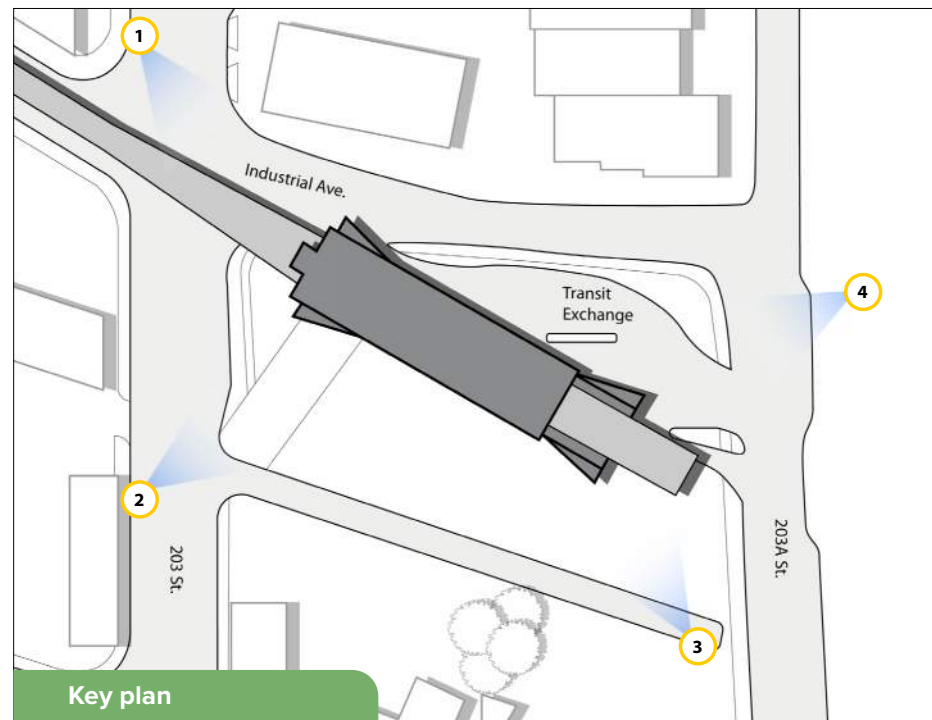 1
Industrial Ave.
Transit
Exchange
4
2
203 St.
203A St.
3
Key plan